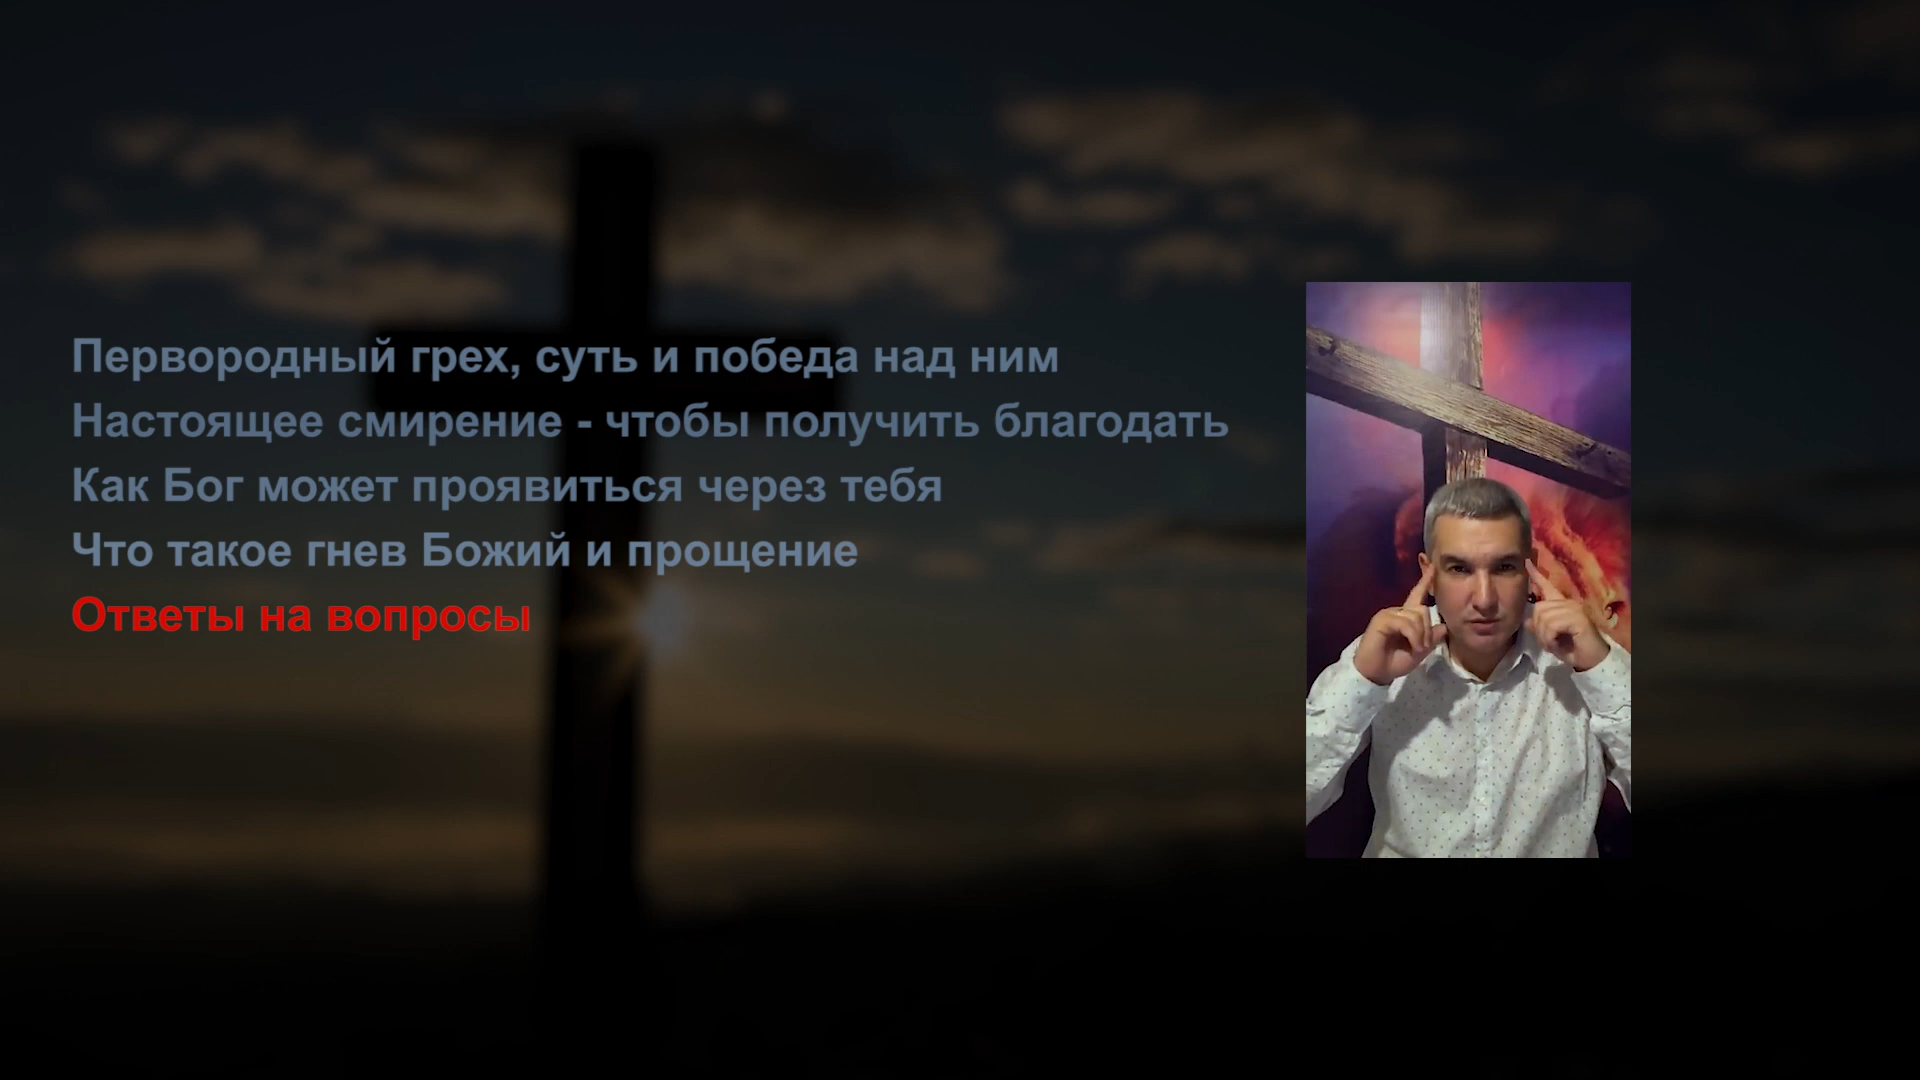 Первородный грех, суть и победа над ним
Настоящее смирение - чтобы получить благодать
Как Бог может проявиться через тебя
Что такое гнев Божий и прощение
Ответы на вопросы